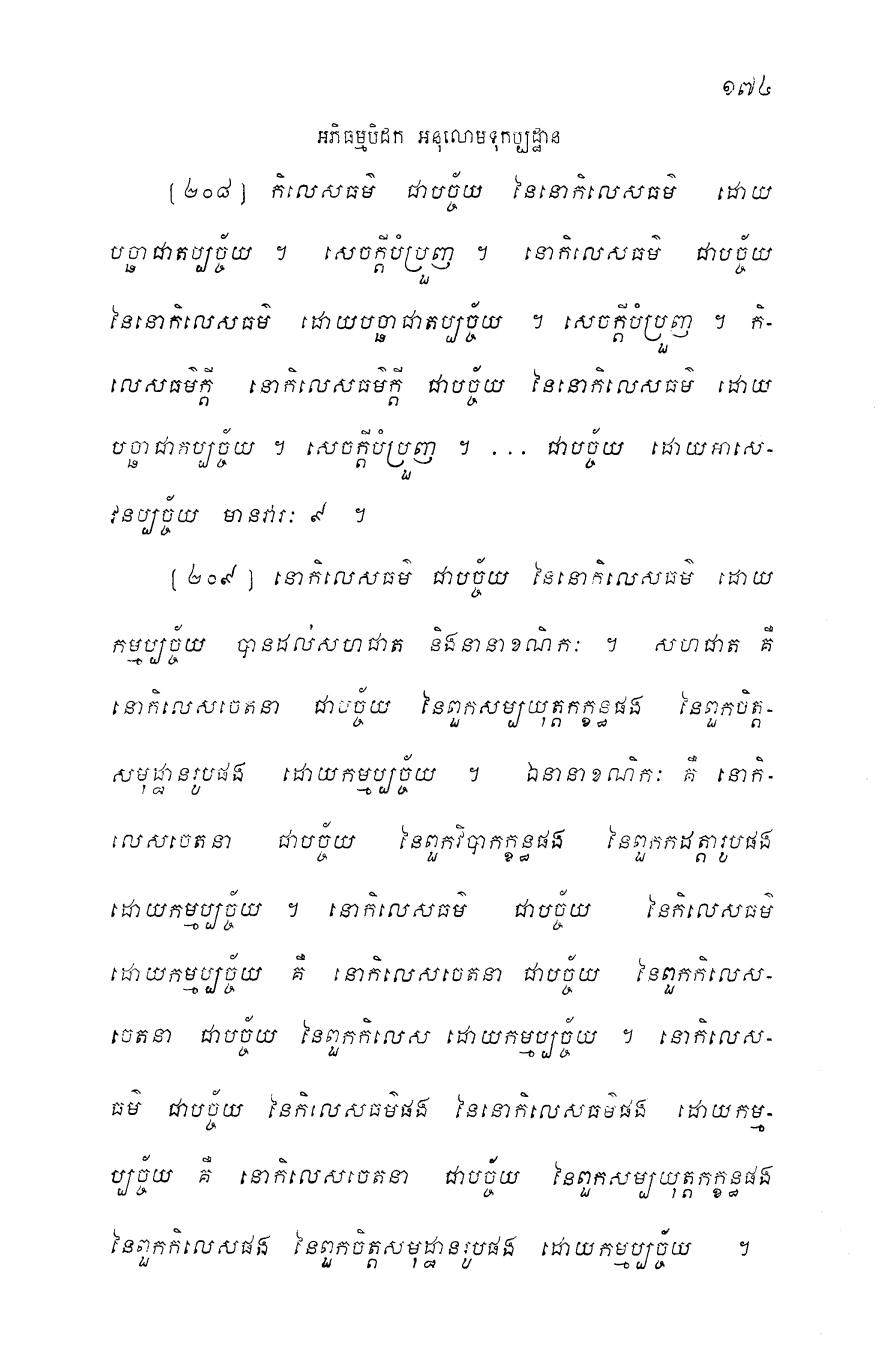 ១៧៤
អភិធម្មបិដក អនុលោមទុកប្បដ្ឋាន
[២០៨] កិលេសធម៌ ជាបច្ច័យ នៃនោកិលេសធម៌ ដោយ
បច្ឆាជាតប្បច្ច័យ ។ សេចក្តីបំប្រួញ ។ នោកិលេសធម៌ ជាបច្ច័យ
នៃនោកិលេសធម៌ ដោយបច្ឆាជាតប្បច្ច័យ ។ សេចក្តីបំប្រួញ ។ កិ-
លេសធម៌ក្តី នោកិលេសធម៌ក្តី ជាបច្ច័យ នៃនោកិលេសធម៌ ដោយ
បច្ឆាជាកប្បច្ច័យ ។ សេចក្តីបំប្រួញ ។ ... ជាបច្ច័យ ដោយអាសេ-
វនប្បច្ច័យ មានវារៈ ៩ ។
[២០៩] នោកិលេសធម៌ ជាបច្ច័យ នៃនោកិលេសធម៌ ដោយ
កម្មប្បច្ច័យ បានដល់សហជាត និងនានាខណិកៈ ។ សហជាត គឺ
នោកិលេសចេតនា ជាបច្ច័យ នៃពួកសម្បយុត្តកក្ខន្ធផង នៃពួកចិត្ត-
សមុដ្ឋានរូបផង ដោយកម្មប្បច្ច័យ ។ ឯនានាខណិកៈ គឺ នោកិ-
លេសចេតនា ជាបច្ច័យ នៃពួកវិបាកក្ខន្ធផង នៃពួកកដត្តារូបផង
ដោយកម្មប្បច្ច័យ ។ នោកិលេសធម៌ ជាបច្ច័យ នៃកិលេសធម៌
ដោយកម្មប្បច្ច័យ គឺ នោកិលេសចេតនា ជាបច្ច័យ នៃពួកកិលេស-
ចេតនា ជាបច្ច័យ នៃពួកកិលេស ដោយកម្មប្បច្ច័យ ។ នោកិលេស-
ធម៌ ជាបច្ច័យ នៃកិលេសធម៌ផង នៃនោកិលេសធម៌ផង ដោយកម្ម-
ប្បច្ច័យ គឺ នោកិលេសចេតនា ជាបច្ច័យ នៃពួកសម្បយុត្តកក្ខន្ធផង
នៃពួកកិលេសផង នៃពួកចិត្តសមុដ្ឋានរូបផង ដោយកម្មប្បច្ច័យ ។